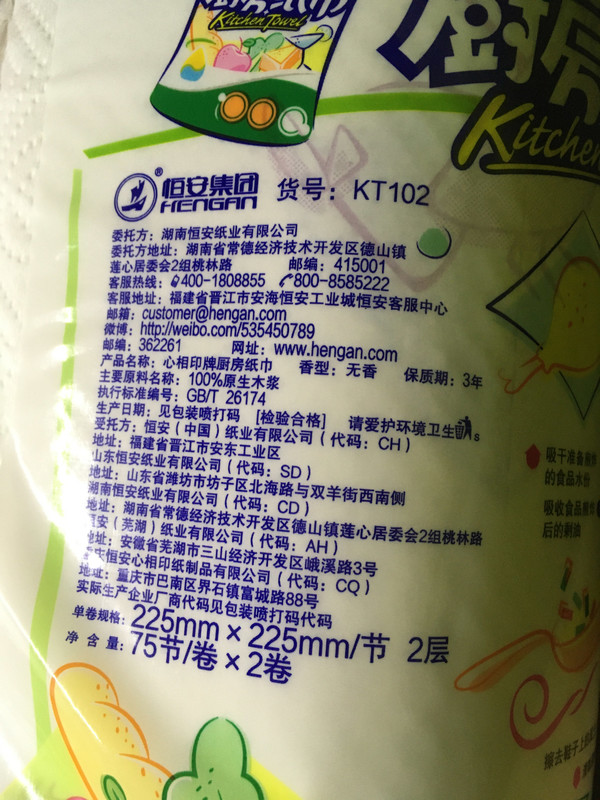 厨房纸巾
Kitchen Towel
厨房
Kitchen
恒安集团 ® 货号：KT102
HENGAN
委托方：湖南恒安纸业有限公司
委托方地址：湖南省常德经济技术开发区德山镇
莲心居委会2组桃林路 邮编：415001
客服热线：400-1808855 800-8585222
客服地址：福建省晋江市安海恒安工业城恒安客服中心
邮箱：customer@hengan.com
微博：http://weibo.com/535450789
邮编：362261 网址：www.hengan.com
产品名称：心相印牌厨房纸巾 香型：无香 保质期：3年
主要原料名称：100%原生木浆
执行标准编号：GB/T 26174
生产日期：见包装喷打码 [检验合格] 请爱护环境卫生 s
受托方：恒安（中国）纸业有限公司（代码：CH）
地址：福建省晋江市安东工业区
山东恒安纸业有限公司（代码：SD）
地址：山东省潍坊市坊子区北海路与双羊街西南侧
湖南恒安纸业有限公司（代码：CD）
地址：湖南省常德经济技术开发区德山镇莲心居委会2组桃林路
恒安（芜湖）纸业有限公司（代码：AH）
地址：安徽省芜湖市三山经济开发区峨溪路3号
重庆恒安心相印纸制品有限公司（代码：CQ）
地址：重庆市巴南区界石镇富城路88号
实际生产企业厂商代码见包装喷打码代码
单卷规格：225mm×225mm/节 2层
净含量：75节/卷×2卷
吸干准备煎炸
的食品水份
吸收食品煎炸
后的剩油
擦去鞋子上